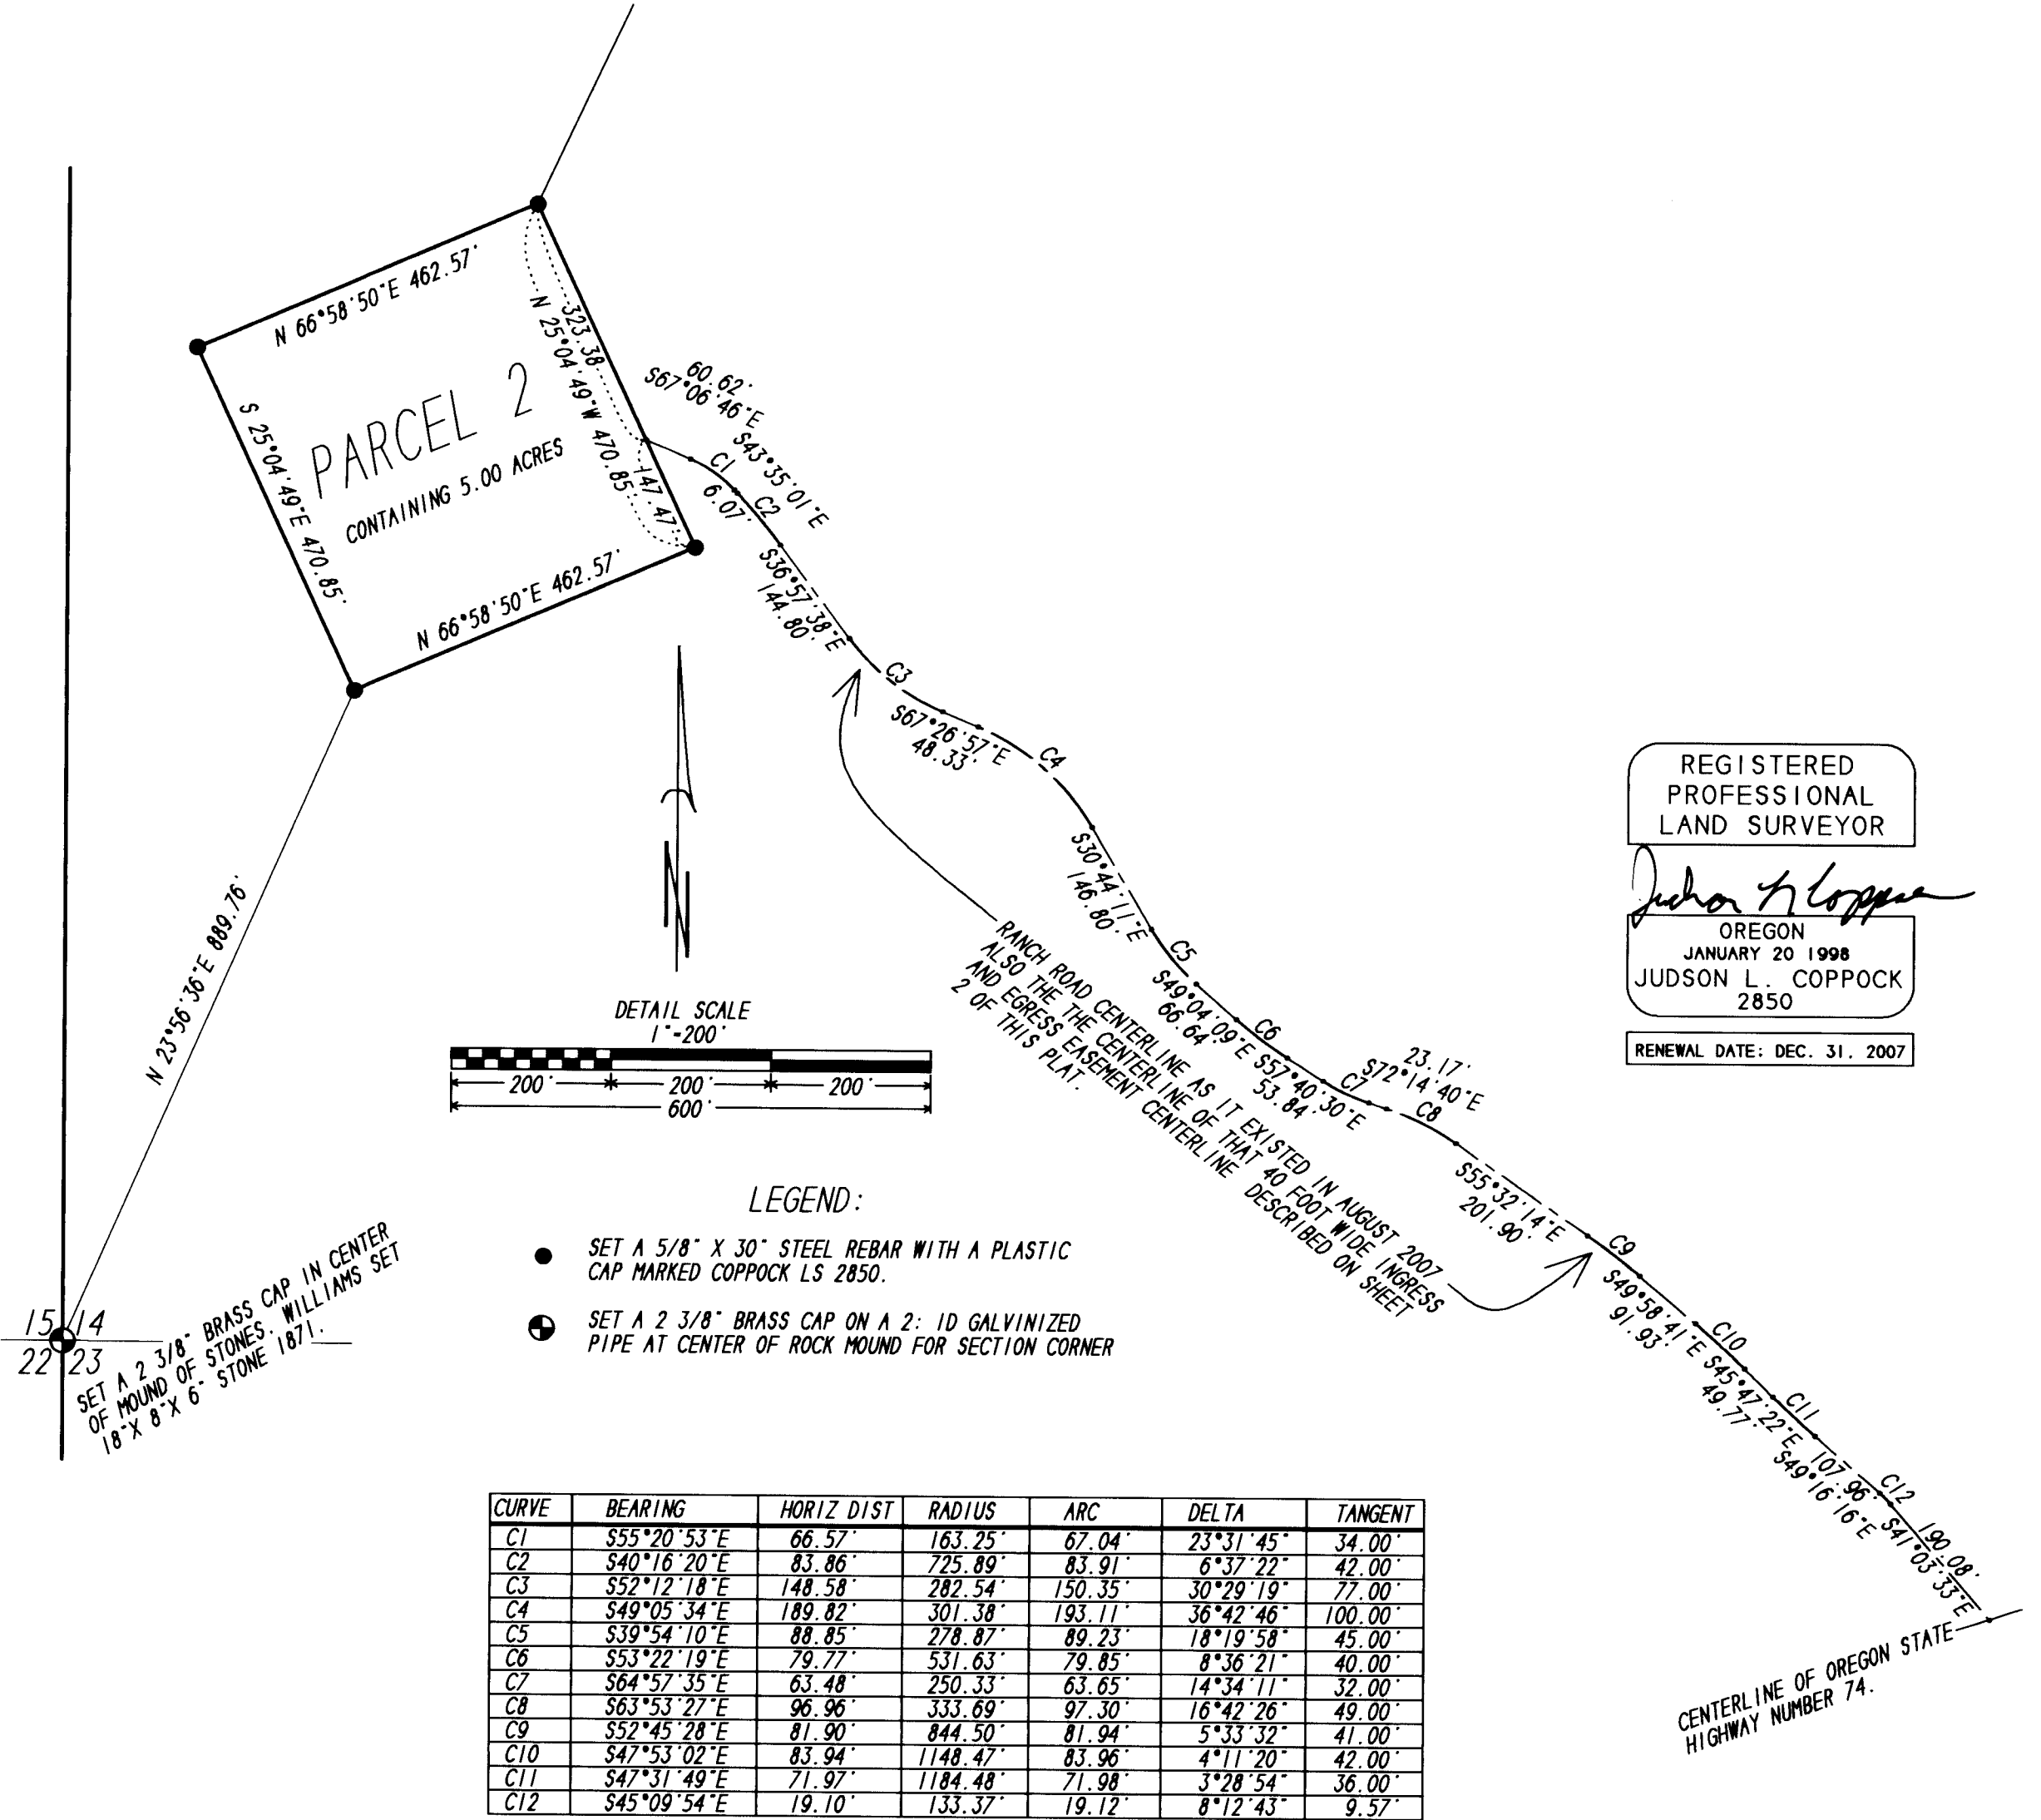 N 66°58'50"E 462.57'
323.38
N 25°04'49"W 470.85'
147.47'
S 25°04'49"E 470.85'
PARCEL 2
CONTAINING 5.00 ACRES
N 66°58'50"E 462.57'
60.62'
S67°06'46"E
C1
S43°35'01"E
6.07'
C2
S36°57'38"E
144.80'
C3
S67°26'57"E
48.33'
C4
S30°44'11"E
146.80'
C5
S49°04'09"E
66.64'
C6
S57°40'30"E
53.84'
C7
23.17'
S72°14'40"E
C8
S55°32'14"E
201.90'
C9
S49°58'41"E
91.93'
C10
S45°47'22"E
49.77'
C11
107.96'
S49°16'16"E
C12
190.08'
S41°03'33"E
CENTERLINE OF OREGON STATE
HIGHWAY NUMBER 74.
RANCH ROAD CENTERLINE AS IT EXISTED IN AUGUST 2007
ALSO THE THE CENTERLINE OF THAT 40 FOOT WIDE INGRESS
AND EGRESS EASEMENT CENTERLINE DESCRIBED ON SHEET
2 OF THIS PLAT.
REGISTERED
PROFESSIONAL
LAND SURVEYOR
OREGON
JANUARY 20 1998
JUDSON L. COPPOCK
2850
RENEWAL DATE: DEC. 31. 2007
N 23°56'36"E 889.76'
N
DETAIL SCALE
1"-200'
200' 200' 200'
600'
LEGEND:
SET A 5/8" X 30" STEEL REBAR WITH A PLASTIC
CAP MARKED COPPOCK LS 2850.
SET A 2 3/8" BRASS CAP ON A 2: ID GALVINIZED
PIPE AT CENTER OF ROCK MOUND FOR SECTION CORNER
15 14
22 23
SET A 2 3/8" BRASS CAP IN CENTER
OF MOUND OF STONES. WILLIAMS SET
18"X 8"X 6" STONE 1871.
CURVE BEARING HORIZ DIST RADIUS ARC DELTA TANGENT
C1 S55°20'53"E 66.57' 163.25' 67.04' 23°31'45" 34.00'
C2 S40°16'20"E 83.86' 725.89' 83.91' 6°37'22" 42.00'
C3 S52°12'18"E 148.58' 282.54' 150.35' 30°29'19" 77.00'
C4 S49°05'34"E 189.82' 301.38' 193.11' 36°42'46" 100.00'
C5 S39°54'10"E 88.85' 278.87' 89.23' 18°19'58" 45.00'
C6 S53°22'19"E 79.77' 531.63' 79.85' 8°36'21" 40.00'
C7 S64°57'35"E 63.48' 250.33' 63.65' 14°34'11" 32.00'
C8 S63°53'27"E 96.96' 333.69' 97.30' 16°42'26" 49.00'
C9 S52°45'28"E 81.90' 844.50' 81.94' 5°33'32" 41.00'
C10 S47°53'02"E 83.94' 1148.47' 83.96' 4°11'20" 42.00'
C11 S47°31'49"E 71.97' 1184.48' 71.98' 3°28'54" 36.00'
C12 S45°09'54"E 19.10' 133.37' 19.12' 8°12'43" 9.57'